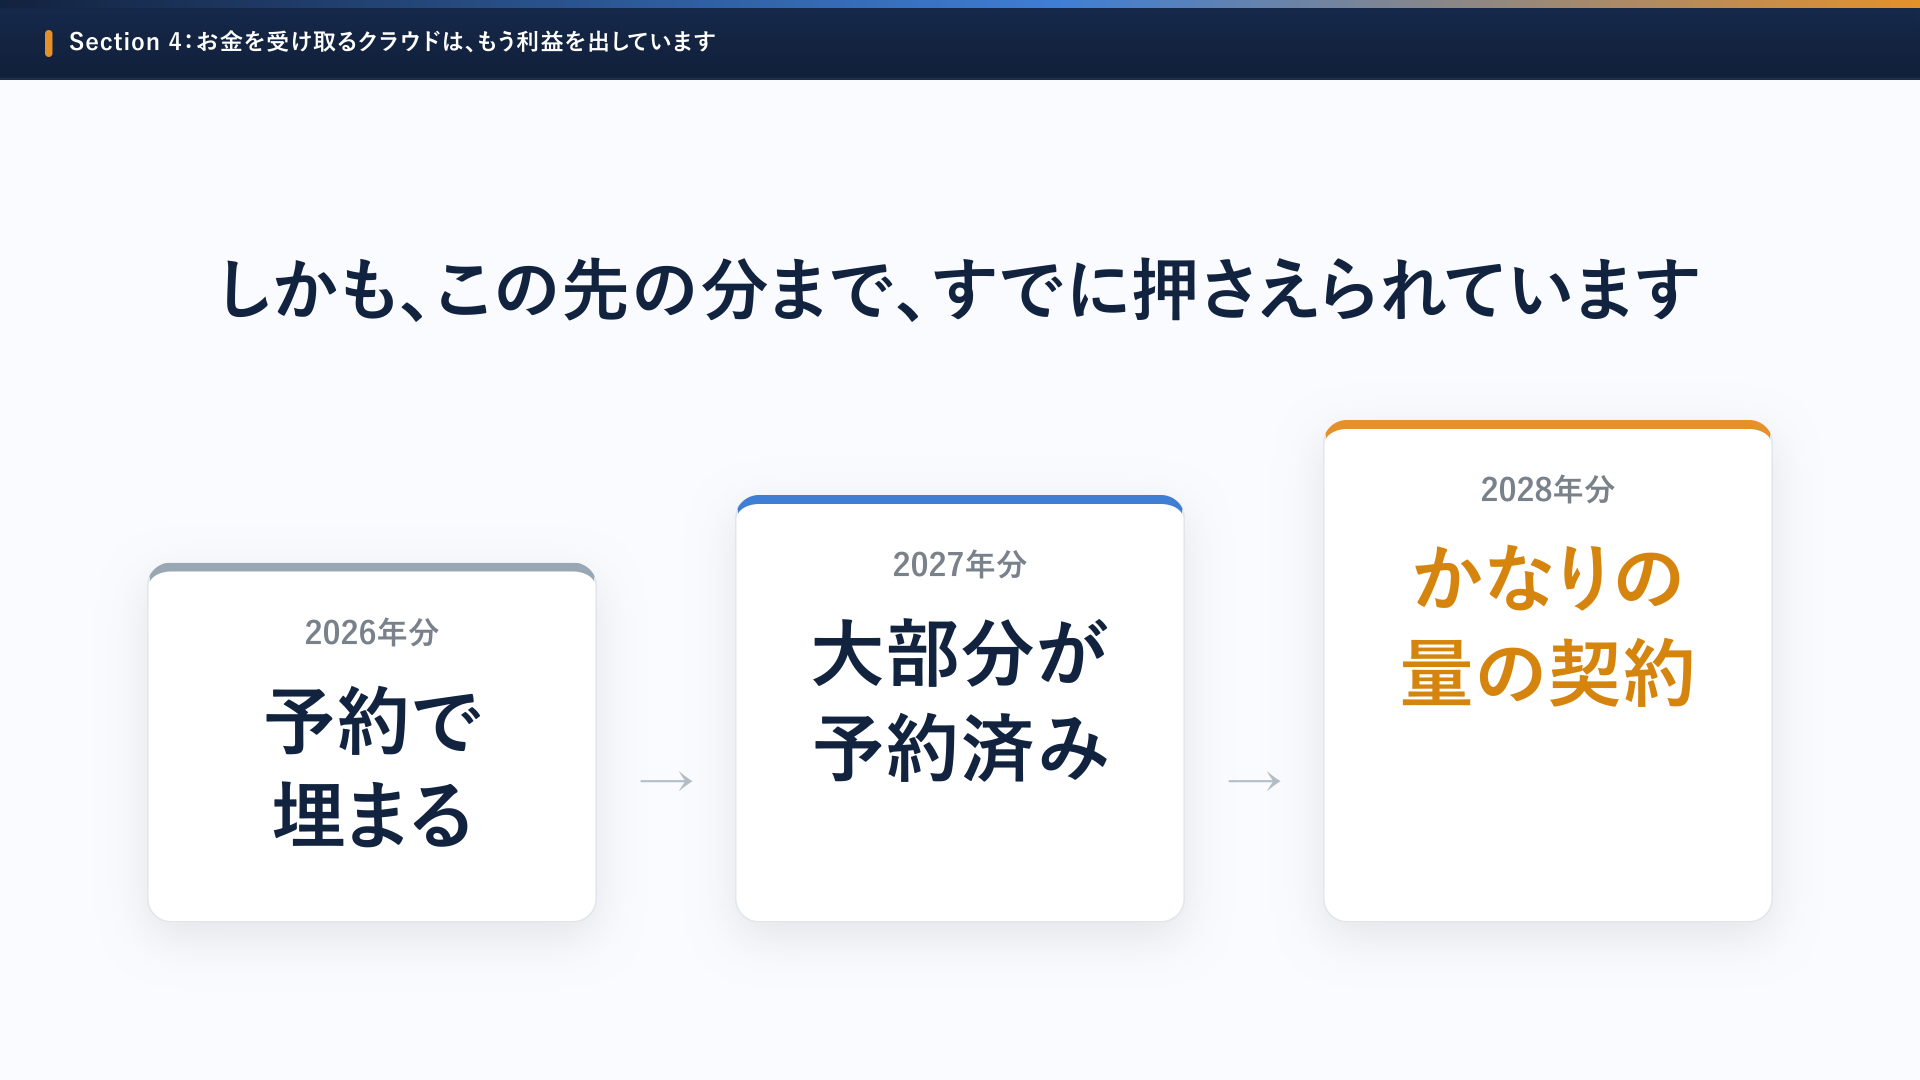 Section 4：お金を受け取るクラウドは、もう利益を出しています
しかも、この先の分まで、すでに押さえられています
2026年分
予約で
埋まる
→
2027年分
大部分が
予約済み
→
2028年分
かなりの
量の契約